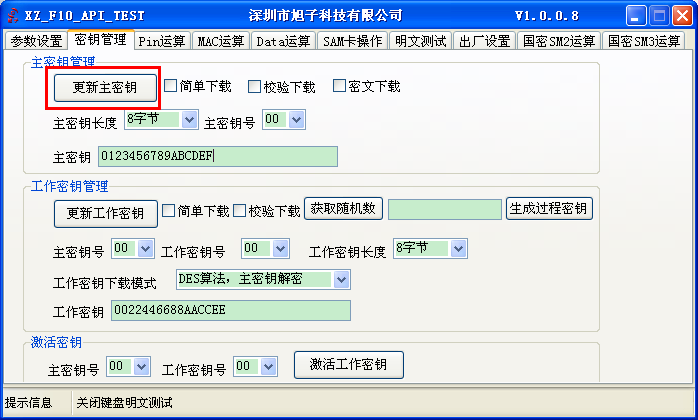 XZ_F10_API_TEST 深圳市旭子科技有限公司 V1.0.0.8
参数设置 密钥管理 Pin运算 MAC运算 Data运算 SAM卡操作 明文测试 出厂设置 国密SM2运算 国密SM3运算
主密钥管理
更新主密钥 简单下载 校验下载 密文下载
主密钥长度 8字节 主密钥号 00
主密钥 0123456789ABCDEF
工作密钥管理
更新工作密钥 简单下载 校验下载 获取随机数 生成过程密钥
主密钥号 00 工作密钥号 00 工作密钥长度 8字节
工作密钥下载模式 DES算法，主密钥解密
工作密钥 0022446688AACCEE
激活密钥
主密钥号 00 工作密钥号 00 激活工作密钥
提示信息 关闭键盘明文测试